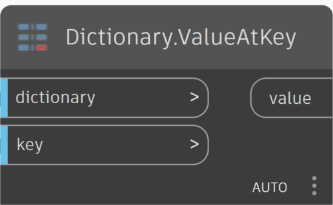 Dictionary.ValueAtKey
dictionary > value
key >
AUTO